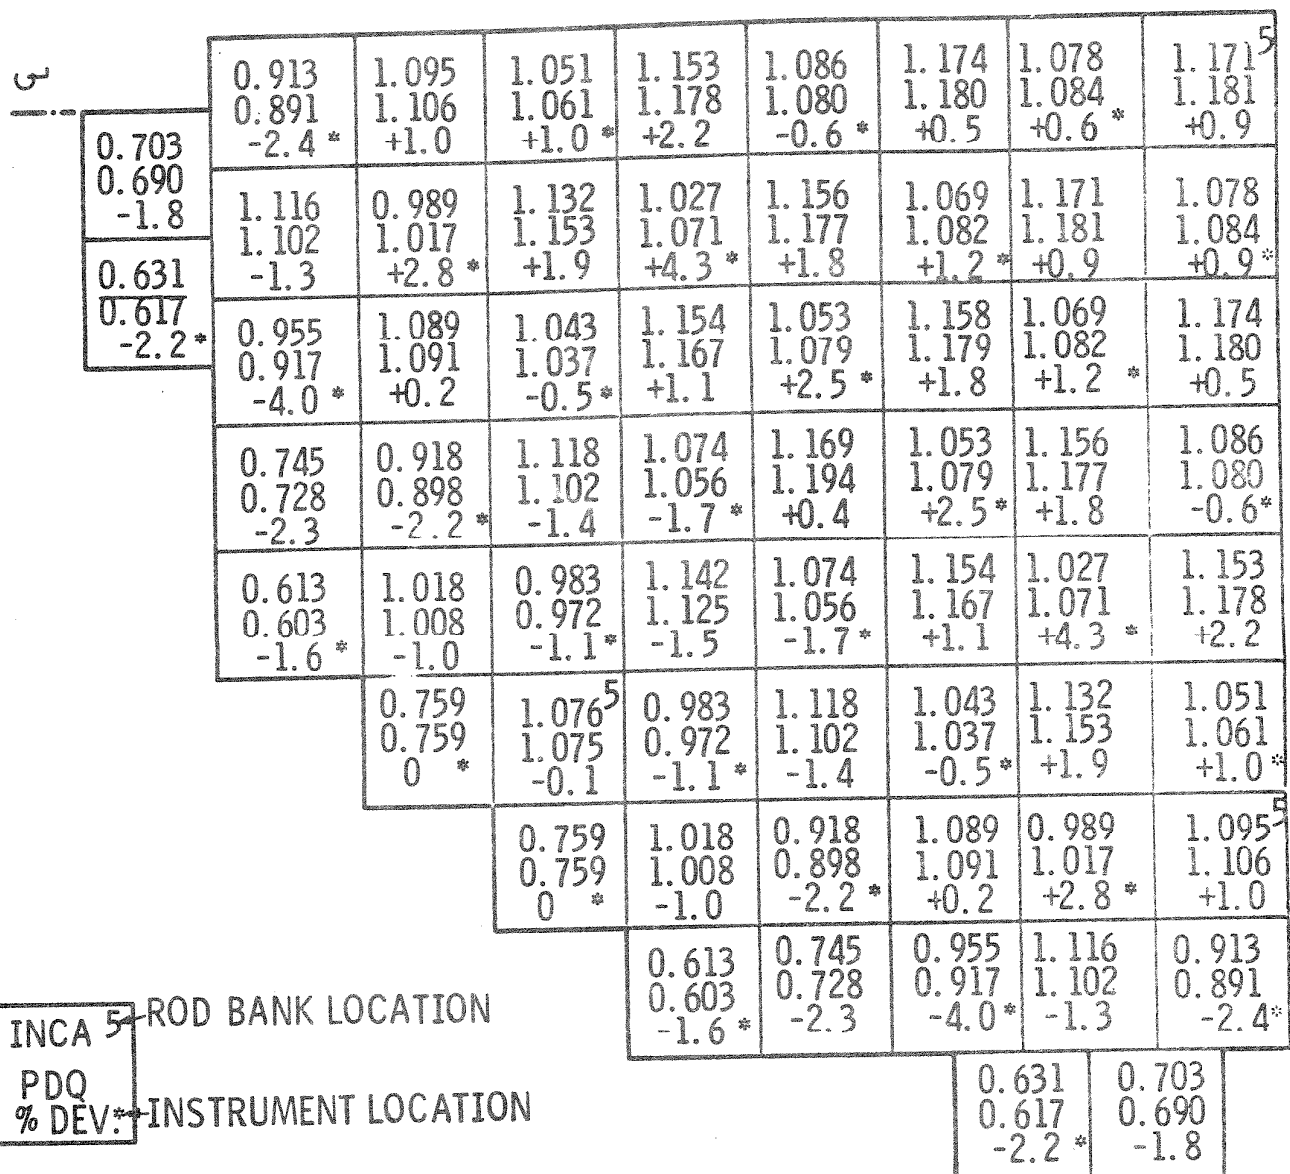 3
0.913 1.095 1.051 1.153 1.086 1.174 1.078 1.171 5
0.891 1.106 1.061 1.178 1.080 1.180 1.084 1.181
-2.4 * +1.0 +1.0 * +2.2 -0.6 * +0.5 +0.6 * +0.9
0.703
0.690
-1.8
1.116 0.989 1.132 1.027 1.156 1.069 1.171 1.078
1.102 1.017 1.153 1.071 1.177 1.082 1.181 1.084
-1.3 +2.8 * +1.9 +4.3 * +1.8 +1.2 * +0.9 +0.9 *
0.631
0.617
-2.2 *
0.955 1.089 1.043 1.154 1.053 1.158 1.069 1.174
0.917 1.091 1.037 1.167 1.079 1.179 1.082 1.180
-4.0 * +0.2 -0.5 * +1.1 +2.5 * +1.8 +1.2 * +0.5
0.745 0.918 1.118 1.074 1.169 1.053 1.156 1.086
0.728 0.898 1.102 1.056 1.194 1.079 1.177 1.080
-2.3 -2.2 * -1.4 -1.7 * +0.4 +2.5 * +1.8 -0.6 *
0.613 1.018 0.983 1.142 1.074 1.154 1.027 1.153
0.603 1.008 0.972 1.125 1.056 1.167 1.071 1.178
-1.6 * -1.0 -1.1 * -1.5 -1.7 * +1.1 +4.3 * +2.2
0.759 1.076 5 0.983 1.118 1.043 1.132 1.051
0.759 1.075 0.972 1.102 1.037 1.153 1.061
0 * -0.1 -1.1 * -1.4 -0.5 * +1.9 +1.0 *
0.759 1.018 0.918 1.089 0.989 1.095 5
0.759 1.008 0.898 1.091 1.017 1.106
0 * -1.0 -2.2 * +0.2 +2.8 * +1.0
0.613 0.745 0.955 1.116 0.913
0.603 0.728 0.917 1.102 0.891
-1.6 * -2.3 -4.0 * -1.3 -2.4 *
0.631 0.703
0.617 0.690
-2.2 * -1.8
INCA 5 ROD BANK LOCATION
PDQ
% DEV. * INSTRUMENT LOCATION